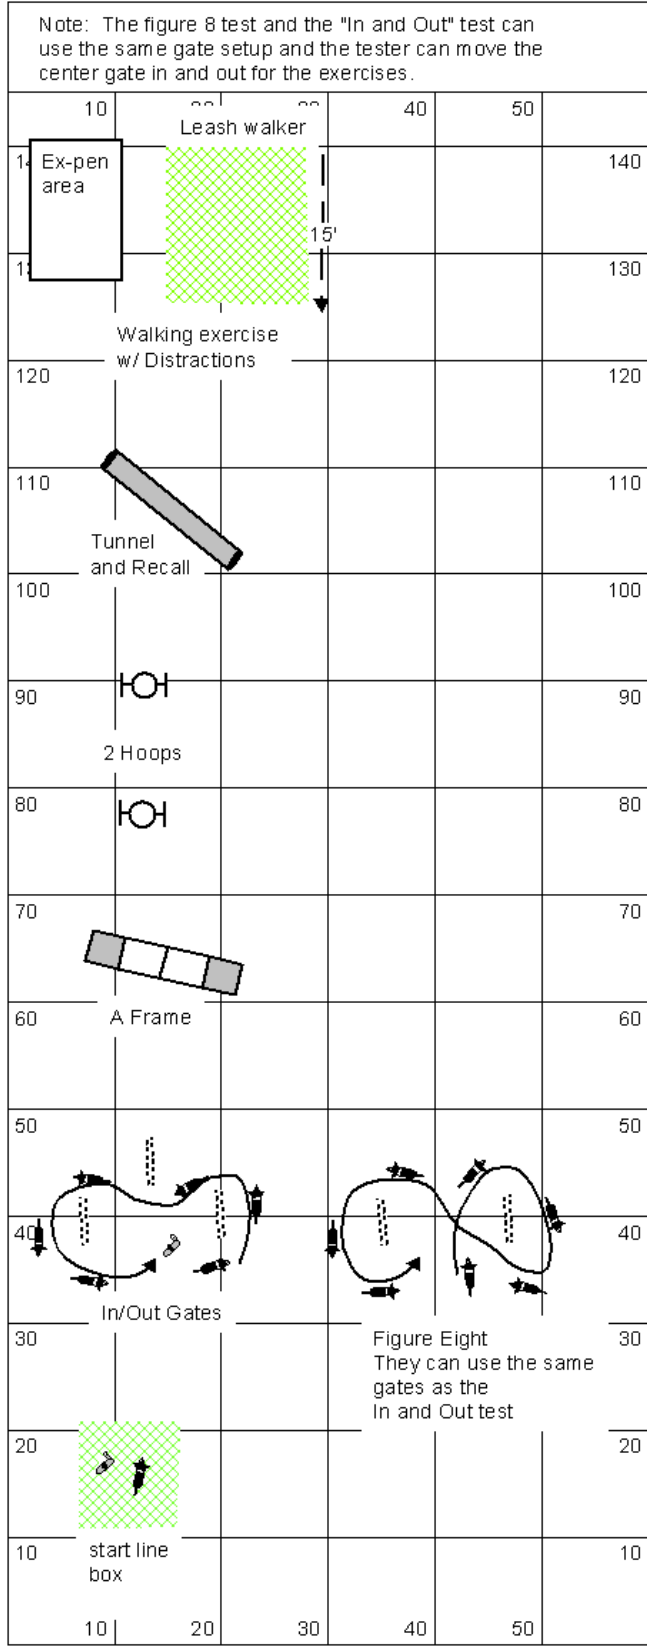 Note: The figure 8 test and the "In and Out" test can
use the same gate setup and the tester can move the
center gate in and out for the exercises.
10
40
50
Leash walker
140
Ex-pen
area
15'
130
Walking exercise
w/ Distractions
120
120
110
110
Tunnel
and Recall
100
100
90
90
2 Hoops
80
80
70
70
A Frame
60
60
50
50
40
40
In/Out Gates
30
30
Figure Eight
They can use the same
gates as the
In and Out test
20
20
10
10
start line
box
10
20
30
40
50